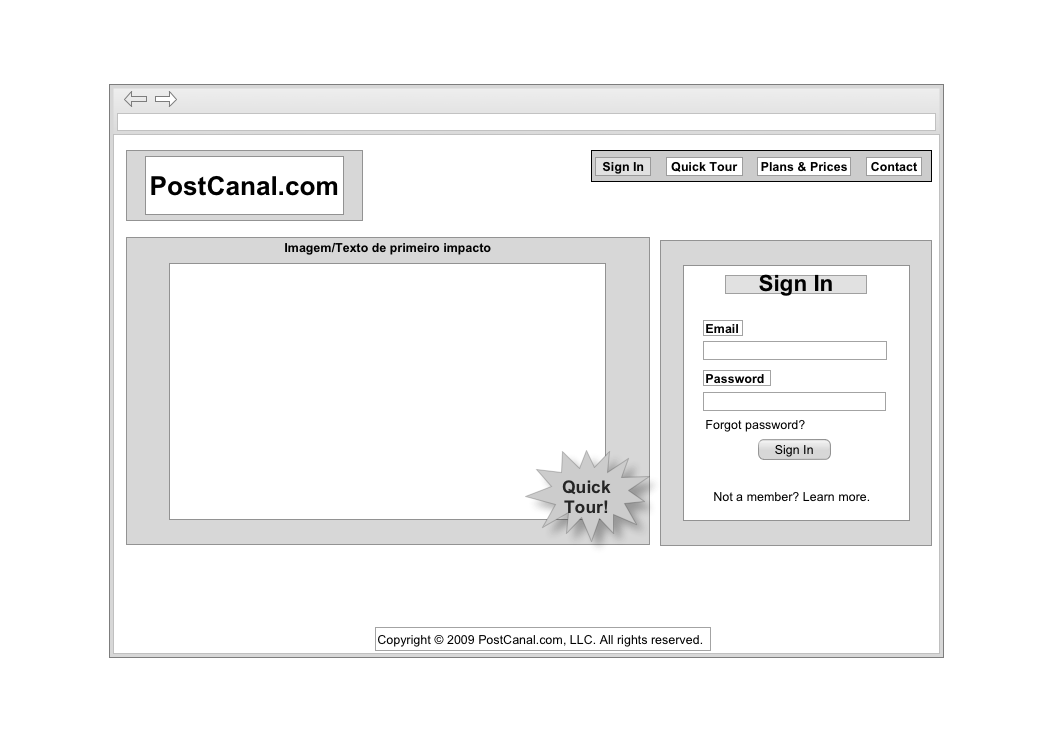 PostCanal.com
Sign In
Quick Tour
Plans & Prices
Contact
Imagem/Texto de primeiro impacto
Quick
Tour!
Sign In
Email
Password
Forgot password?
Sign In
Not a member? Learn more.
Copyright © 2009 PostCanal.com, LLC. All rights reserved.